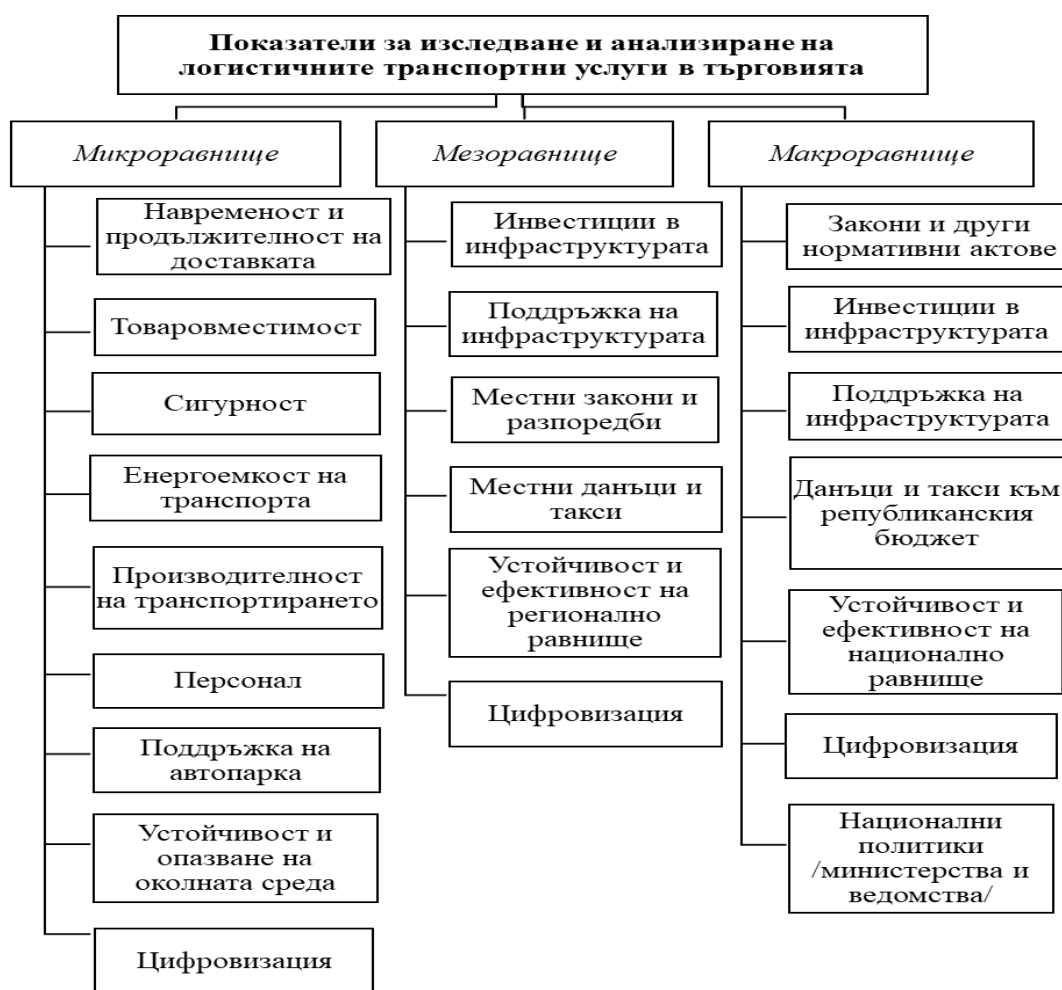 Показатели за изследване и анализиране на
логистичните транспортни услуги в търговията
Микроравнище
Навременост и
продължителност на
доставката
Товаровместимост
Сигурност
Енергоемкост на
транспорта
Производителност
на транспортирането
Персонал
Поддръжка на
автопарка
Устойчивост и
опазване на
околната среда
Цифровизация
Мезоравнище
Инвестиции в
инфраструктурата
Поддръжка на
инфраструктурата
Местни закони и
разпоредби
Местни данъци и
такси
Устойчивост и
ефективност на
регионално
равнище
Цифровизация
Макроравнище
Закони и други
нормативни актове
Инвестиции в
инфраструктурата
Поддръжка на
инфраструктурата
Данъци и такси към
републиканския
бюджет
Устойчивост и
ефективност на
национално
равнище
Цифровизация
Национални
политики
/министерства и
ведомства/